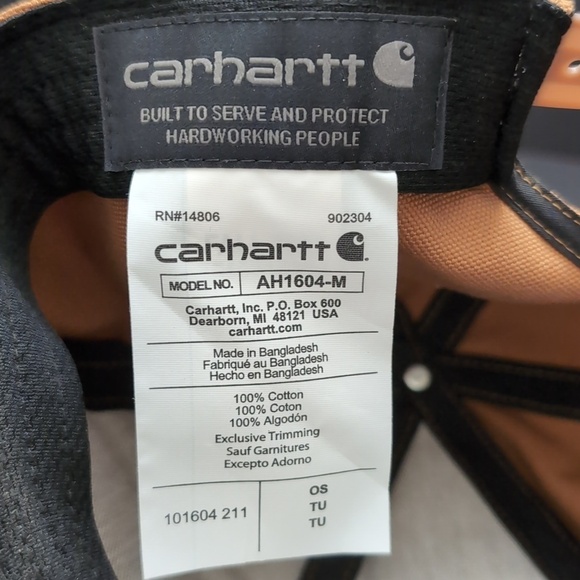 carhartt
BUILT TO SERVE AND PROTECT
HARDWORKING PEOPLE
RN#14806 902304
carhartt
MODEL NO. AH1604-M
Carhartt, Inc. P.O. Box 600
Dearborn, MI 48121 USA
carhartt.com
Made in Bangladesh
Fabriqué au Bangladesh
Hecho en Bangladesh
100% Cotton
100% Coton
100% Algodón
Exclusive Trimming
Sauf Garnitures
Excepto Adorno
101604 211
OS
TU
TU